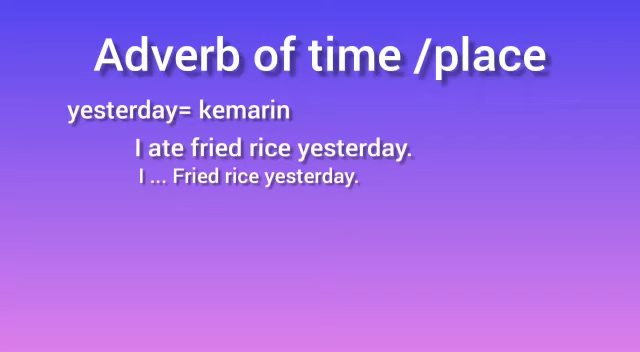 Adverb of time /place
yesterday= kemarin
I ate fried rice yesterday.
I ... Fried rice yesterday.